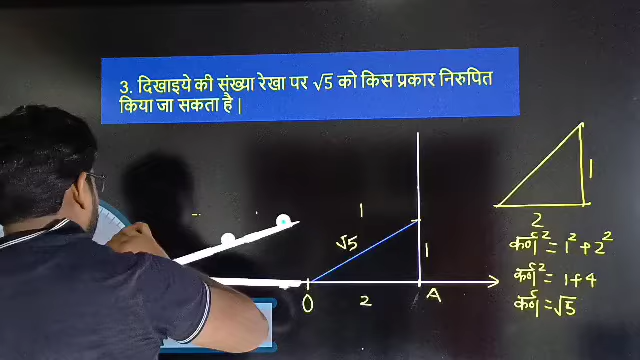 3. दिखाइये की संख्या रेखा पर √5 को किस प्रकार निरुपित
किया जा सकता है |
1
√5
1
O 2 A
1
2
कर्ण² = 1² + 2²
कर्ण² = 1 + 4
कर्ण = √5